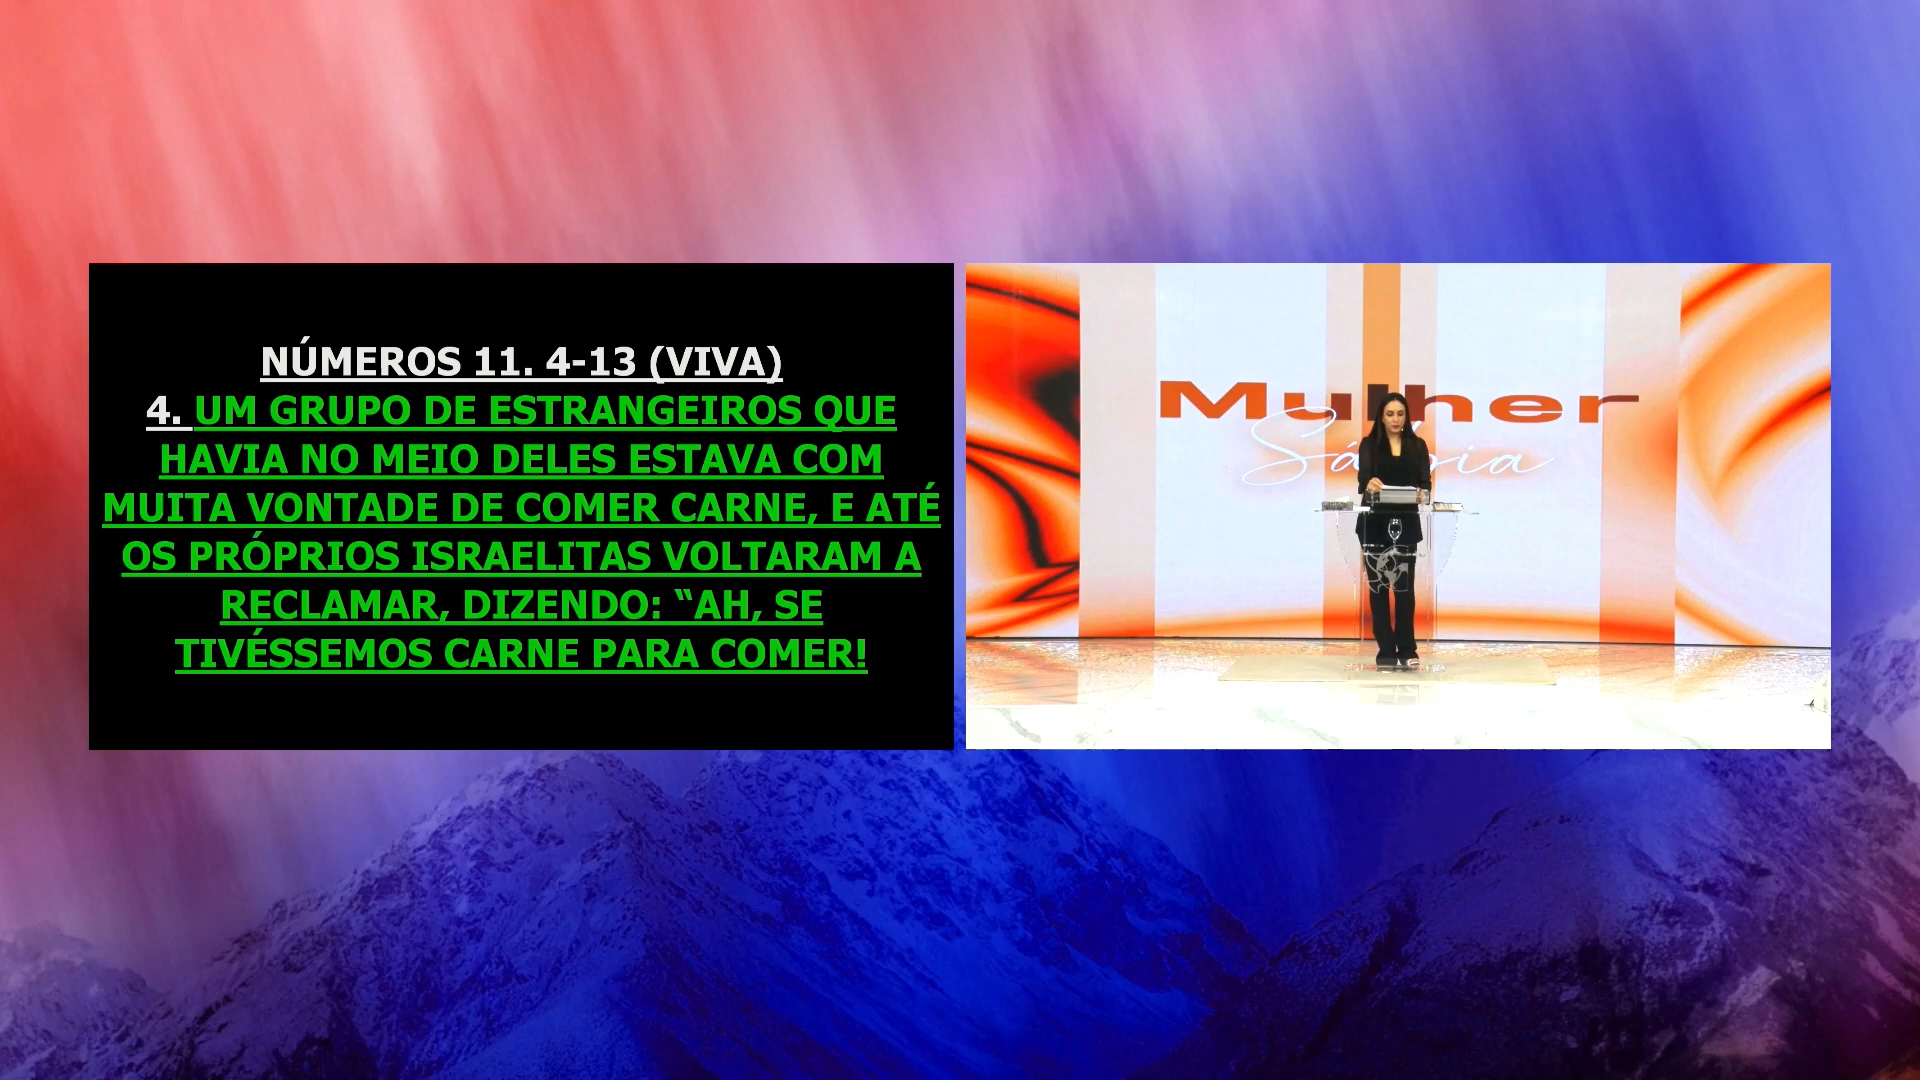 NÚMEROS 11. 4-13 (VIVA)
4. UM GRUPO DE ESTRANGEIROS QUE
HAVIA NO MEIO DELES ESTAVA COM
MUITA VONTADE DE COMER CARNE, E ATÉ
OS PRÓPRIOS ISRAELITAS VOLTARAM A
RECLAMAR, DIZENDO: “AH, SE
TIVÉSSEMOS CARNE PARA COMER!
Mulher
Sábia